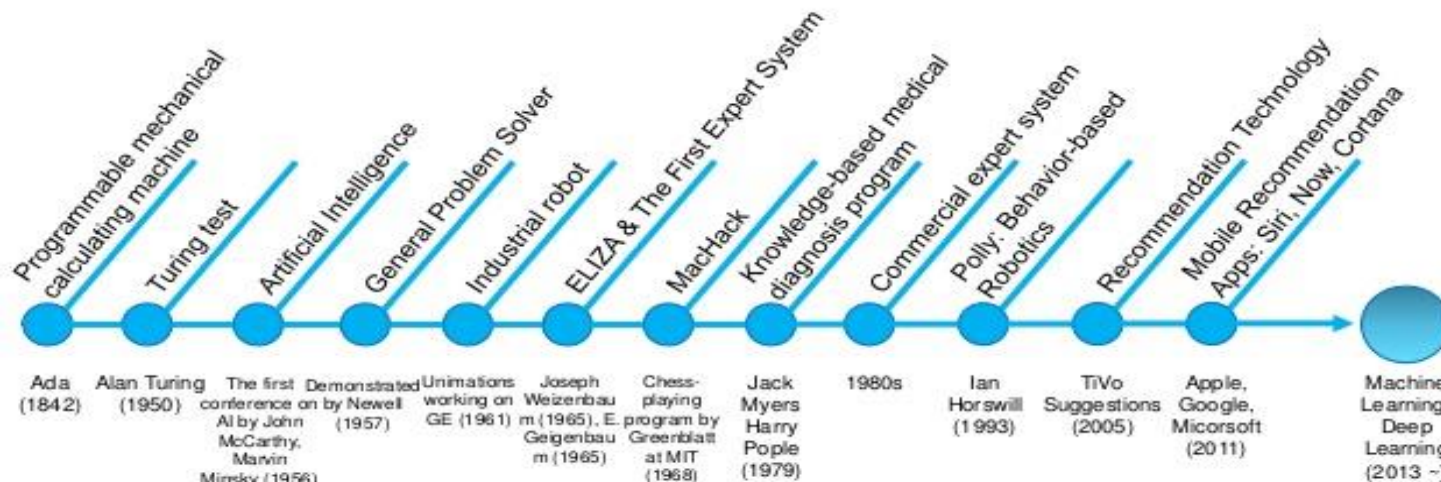 Programmable mechanical
calculating machine
Turing test
Artificial Intelligence
General Problem Solver
Industrial robot
ELIZA & The First Expert System
MacHack
Knowledge-based medical
diagnosis program
Commercial expert system
Polly: Behavior-based
Robotics
Recommendation Technology
Mobile Recommendation
Apps: Siri, Now, Cortana
Ada
(1842)
Alan Turing
(1950)
The first
conference on
AI by John
McCarthy,
Marvin
Minsky (1956)
Demonstrated
by Newell
(1957)
Unimations
working on
GE (1961)
Joseph
Weizenbau
m (1965), E.
Geigenbau
m (1965)
Chess-
playing
program by
Greenblatt
at MIT
(1968)
Jack
Myers
Harry
Pople
(1979)
1980s
Ian
Horswill
(1993)
TiVo
Suggestions
(2005)
Apple,
Google,
Micorsoft
(2011)
Machine
Learning,
Deep
Learning
(2013 ~)